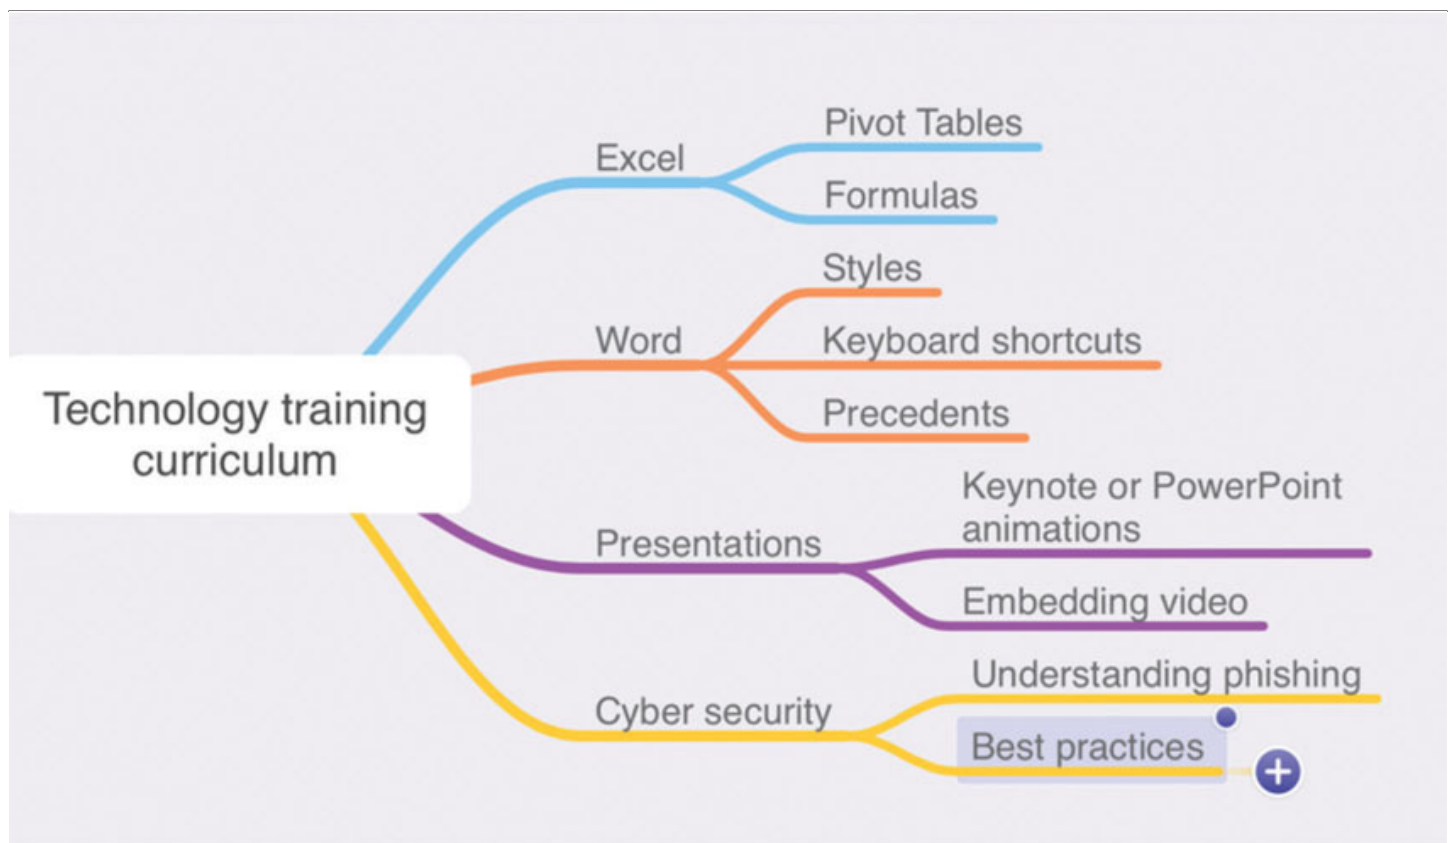 Pivot Tables
Excel
Formulas
Styles
Word
Keyboard shortcuts
Precedents
Technology training
curriculum
Keynote or PowerPoint
animations
Presentations
Embedding video
Understanding phishing
Cyber security
Best practices